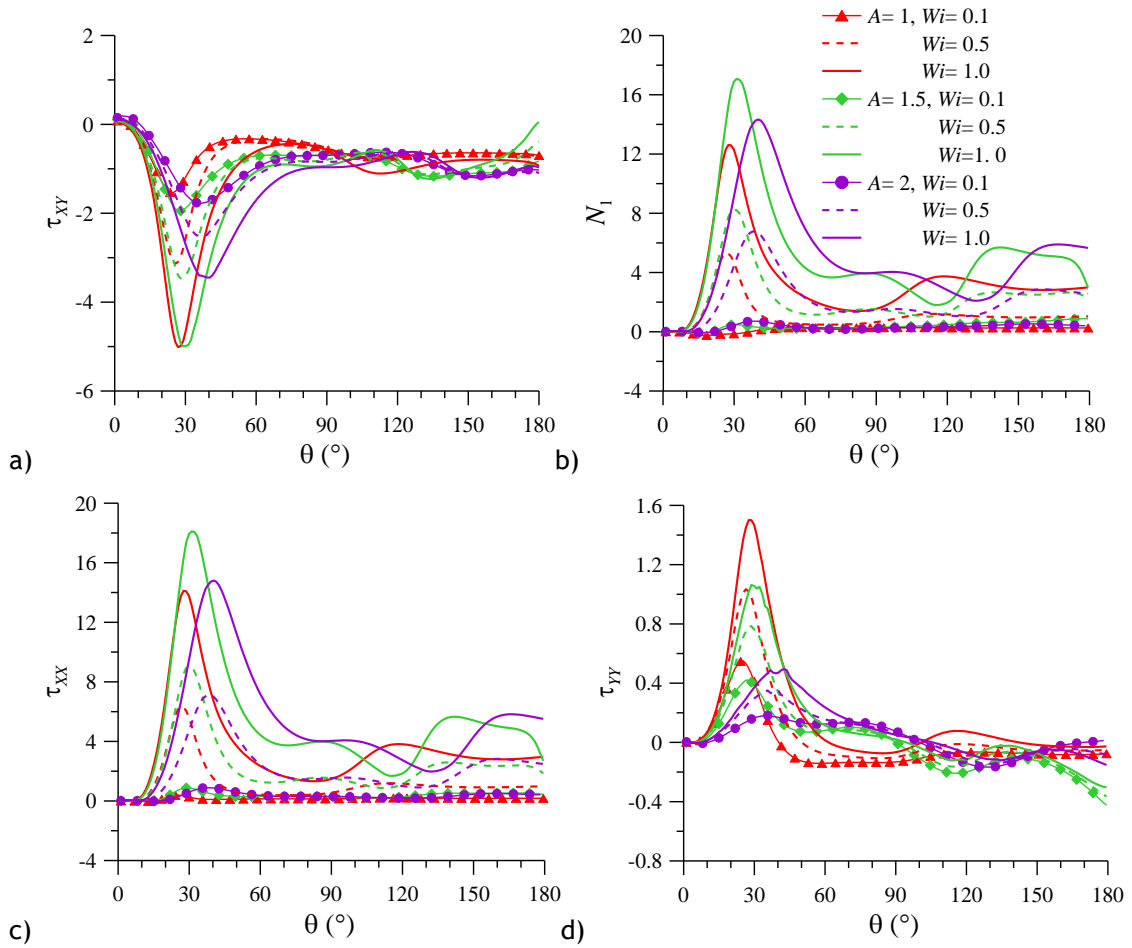 2
0
-2
-4
-6
τXY
0 30 60 90 120 150 180
θ (°)
a)
20
16
12
8
4
0
-4
N1
A= 1, Wi= 0.1
Wi= 0.5
Wi= 1.0
A= 1.5, Wi= 0.1
Wi= 0.5
Wi=1. 0
A= 2, Wi= 0.1
Wi= 0.5
Wi= 1.0
0 30 60 90 120 150 180
θ (°)
b)
20
16
12
8
4
0
-4
τXX
0 30 60 90 120 150 180
θ (°)
c)
1.6
1.2
0.8
0.4
0
-0.4
-0.8
τYY
0 30 60 90 120 150 180
θ (°)
d)